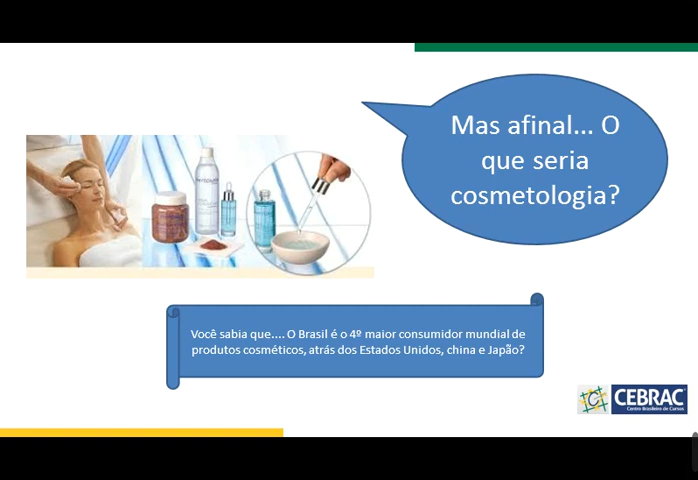 Mas afinal... O
que seria
cosmetologia?
Você sabia que.... O Brasil é o 4º maior consumidor mundial de
produtos cosméticos, atrás dos Estados Unidos, china e Japão?
CEBRAC
Centro Brasileiro de Cursos